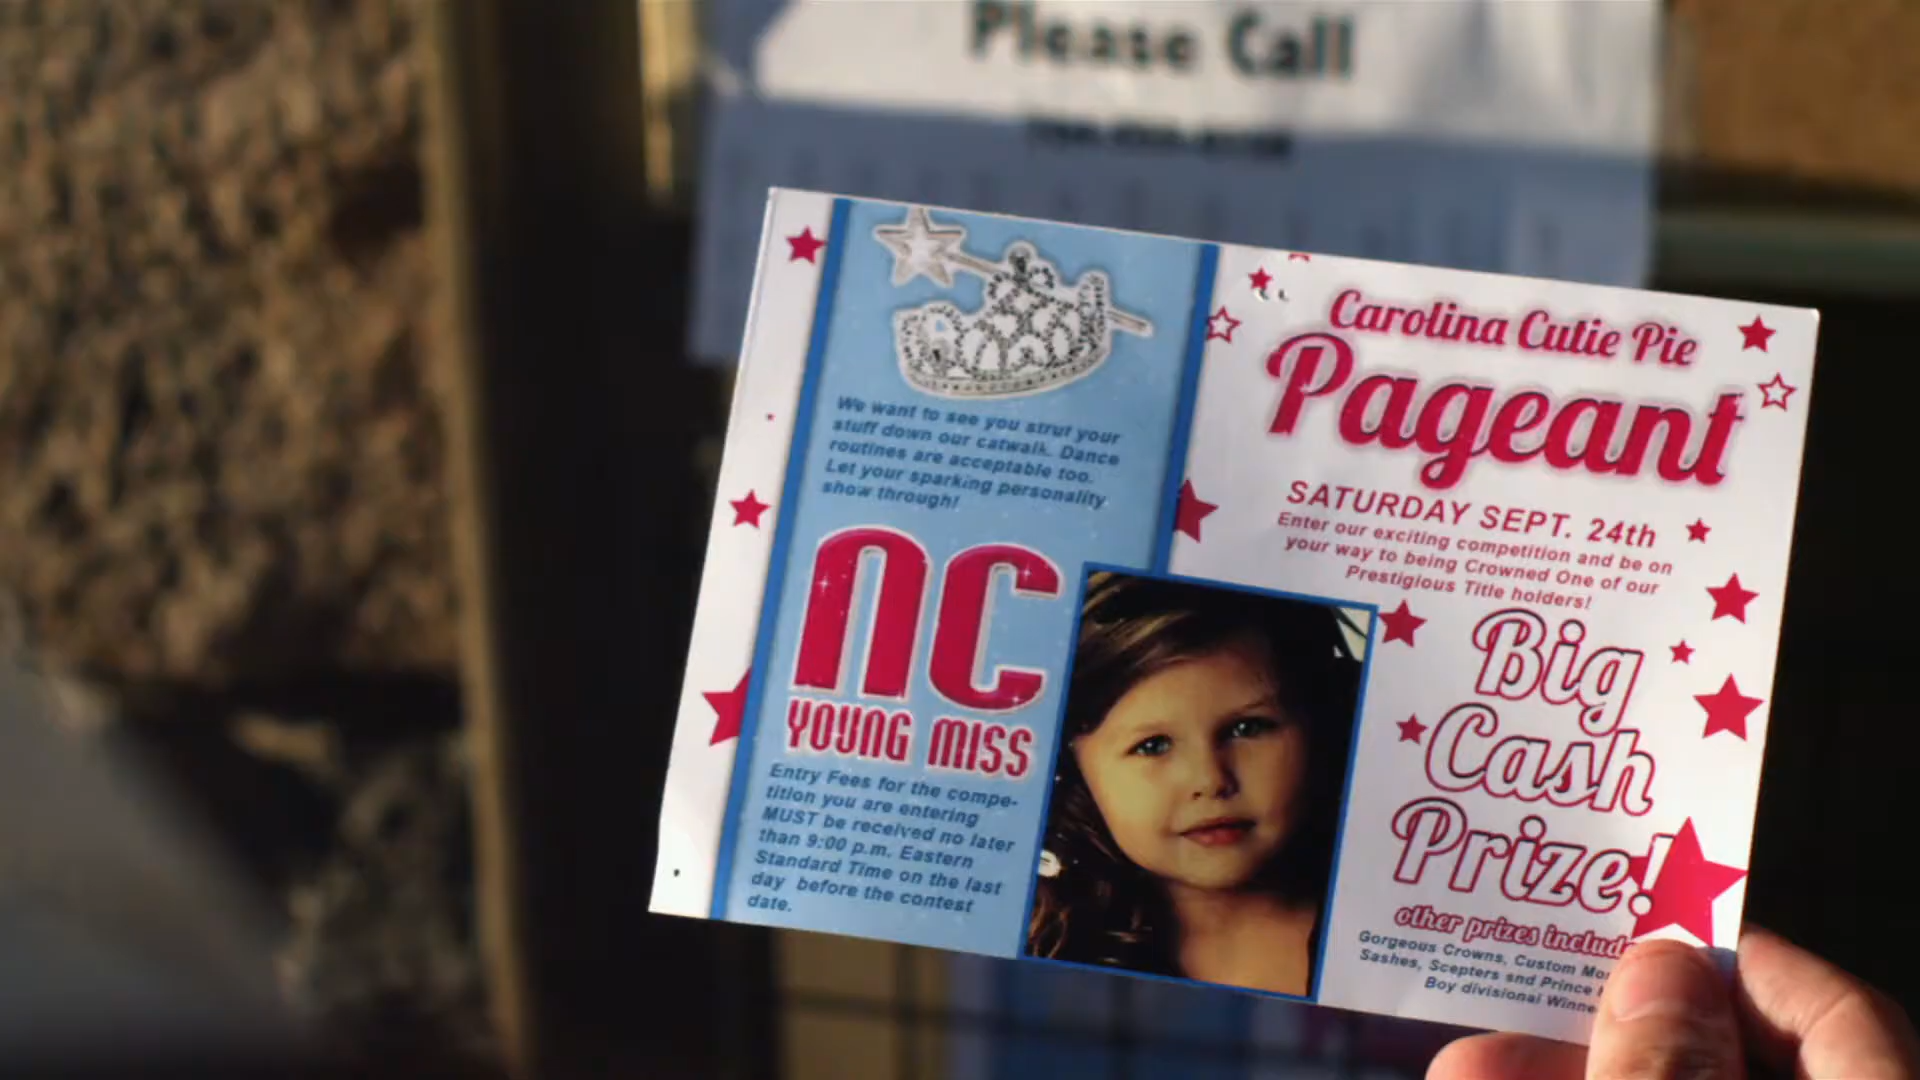 Please Call
We want to see you strut your
stuff down our catwalk. Dance
routines are acceptable too.
Let your sparking personality
show through!
NC
YOUNG MISS
Entry Fees for the compe-
tition you are entering
MUST be received no later
than 9:00 p.m. Eastern
Standard Time on the last
day before the contest
date.
Carolina Cutie Pie
Pageant
SATURDAY SEPT. 24th
Enter our exciting competition and be on
your way to being Crowned One of our
Prestigious Title holders!
Big
Cash
Prize!
other prizes includ
Gorgeous Crowns, Custom
Sashes, Scepters snd Prince
Boy divisional